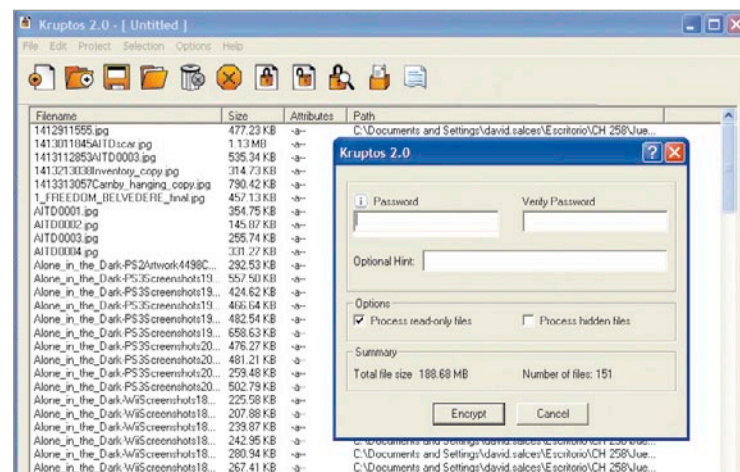 Kruptos 2.0 - [ Untitled ]
File Edit Project Selection Options Help
Filename Size Attributes Path
1412911555.jpg 477.23 KB -a-- C:\Documents and Settings\david.salces\Escritorio\CH 258\Jue...
1413011845AITDscar.jpg 1.13 MB -a--
1413112853AITD0003.jpg 535.34 KB -a--
1413213038Inventory_copy.jpg 314.73 KB -a--
1413313057Carnby_hanging_copy.jpg 790.42 KB -a--
1_FREEDOM_BELVEDERE_final.jpg 457.13 KB -a--
AITD0001.jpg 354.75 KB -a--
AITD0002.jpg 145.87 KB -a--
AITD0003.jpg 255.74 KB -a--
AITD0004.jpg 331.27 KB -a--
Alone_in_the_Dark-PS2Artwork4498C... 292.53 KB -a--
Alone_in_the_Dark-PS3Screenshots19... 557.50 KB -a--
Alone_in_the_Dark-PS3Screenshots19... 424.62 KB -a--
Alone_in_the_Dark-PS3Screenshots19... 466.64 KB -a--
Alone_in_the_Dark-PS3Screenshots19... 482.54 KB -a--
Alone_in_the_Dark-PS3Screenshots19... 658.63 KB -a--
Alone_in_the_Dark-PS3Screenshots20... 476.27 KB -a--
Alone_in_the_Dark-PS3Screenshots20... 481.21 KB -a--
Alone_in_the_Dark-PS3Screenshots20... 259.48 KB -a--
Alone_in_the_Dark-PS3Screenshots20... 502.79 KB -a--
Alone_in_the_Dark-WiiScreenshots18... 225.58 KB -a--
Alone_in_the_Dark-WiiScreenshots18... 207.88 KB -a--
Alone_in_the_Dark-WiiScreenshots18... 239.87 KB -a--
Alone_in_the_Dark-WiiScreenshots18... 242.95 KB -a--
Alone_in_the_Dark-WiiScreenshots18... 280.94 KB -a-- C:\Documents and Settings\david.salces\Escritorio\CH 258\Jue...
Alone_in_the_Dark-WiiScreenshots18... 267.41 KB -a-- C:\Documents and Settings\david.salces\Escritorio\CH 258\Jue...
Kruptos 2.0
Password Verify Password
Optional Hint:
Options
Process read-only files Process hidden files
Summary
Total file size 188.68 MB Number of files: 151
Encrypt Cancel